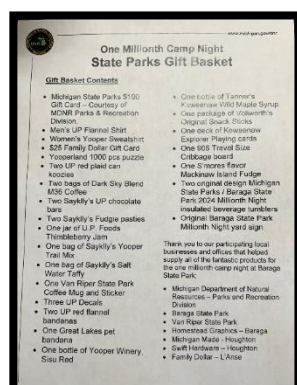 www.michigan.gov/dnr
One Millionth Camp Night
State Parks Gift Basket
Gift Basket Contents
• Michigan State Parks $100
Gift Card – Courtesy of
MDNR Parks & Recreation
Division.
• Men's UP Flannel Shirt
• Women's Yooper Sweatshirt
• $25 Family Dollar Gift Card
• Yooperland 1000 pcs puzzle
• Two UP red plaid can
koozies
• Two bags of Dark Sky Blend
M35 Coffee
• Two Sayklly's UP chocolate
bars
• Two Sayklly's Fudgie pasties
• One jar of U.P. Foods
Thimbleberry Jam
• One bag of Sayklly's Yooper
Trail Mix
• One bag of Sayklly's Salt
Water Taffy
• One Van Riper State Park
Coffee Mug and Sticker
• Three UP Decals
• Two UP red flannel
bandanas
• One Great Lakes pet
bandana
• One bottle of Yooper Winery,
Sisu Red
• One bottle of Tanner's
Keweenaw Wild Maple Syrup
• One package of Vollwerth's
Original Snack Sticks
• One deck of Keweenaw
Explorer Playing cards
• One 906 Travel Size
Cribbage board
• One S'mores flavor
Mackinaw Island Fudge
• Two original design Michigan
State Parks / Baraga State
Park 2024 Millionth Night
insulated beverage tumblers
• Original Baraga State Park
Millionth Night yard sign
Thank you to our participating local
businesses and offices that helped
supply all of the fantastic products for
the one millionth camp night at Baraga
State Park:
• Michigan Department of Natural
Resources – Parks and Recreation
Division
• Baraga State Park
• Van Riper State Park
• Homestead Graphics – Baraga
• Michigan Made - Houghton
• Swift Hardware – Houghton
• Family Dollar – L'Anse